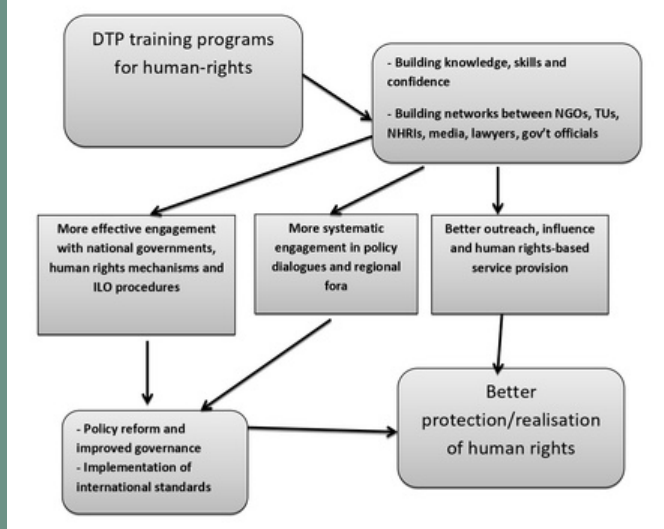 DTP training programs
for human-rights
- Building knowledge, skills and
confidence
- Building networks between NGOs, TUs,
NHRIs, media, lawyers, gov't officials
More effective engagement
with national governments,
human rights mechanisms and
ILO procedures
More systematic
engagement in policy
dialogues and regional
fora
Better outreach, influence
and human rights-based
service provision
- Policy reform and
improved governance
- Implementation of
international standards
Better
protection/realisation
of human rights